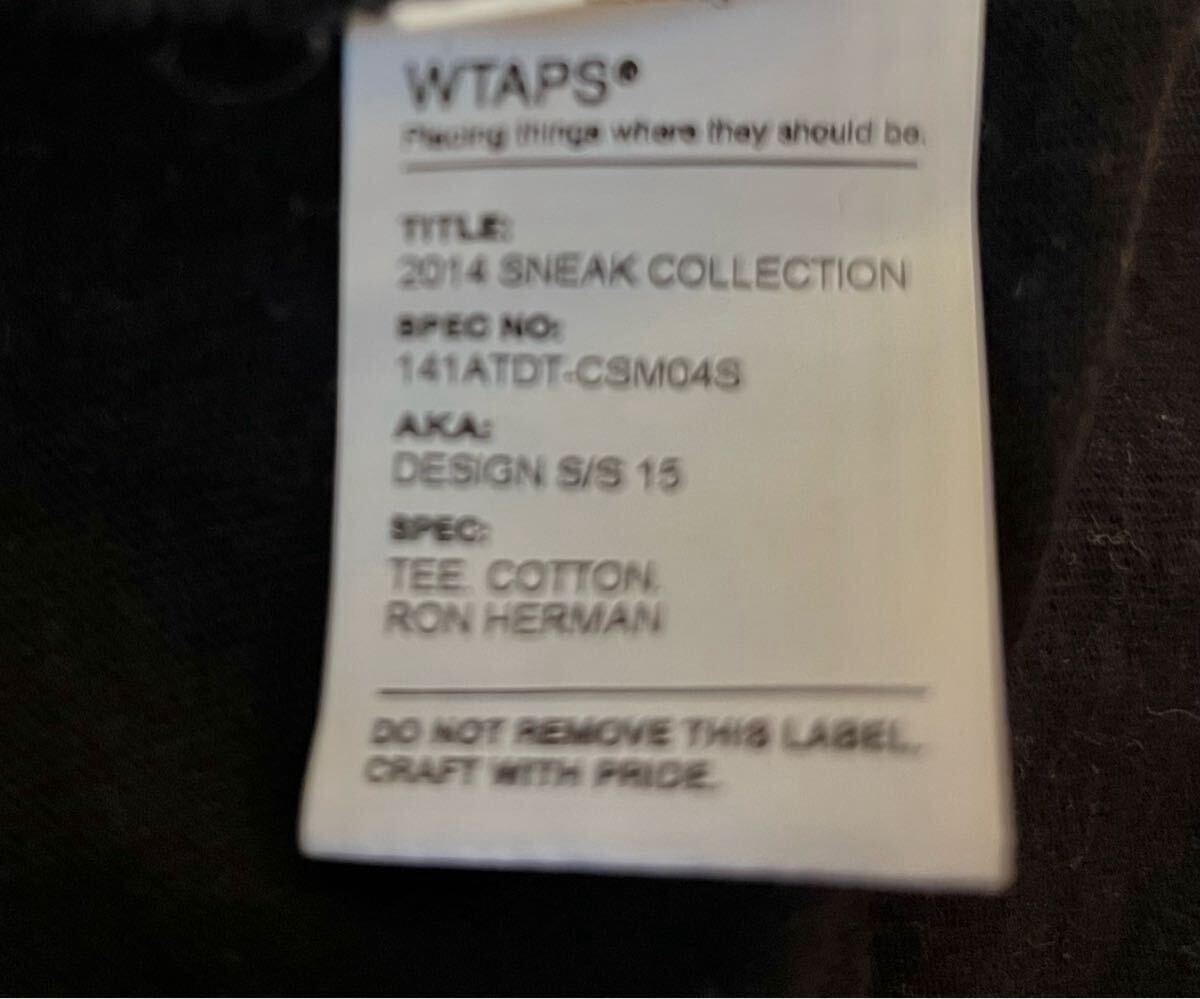 WTAPS®
Placing things where they should be.
TITLE:
2014 SNEAK COLLECTION
SPEC NO:
141ATDT-CSM04S
AKA:
DESIGN S/S 15
SPEC:
TEE. COTTON.
RON HERMAN
DO NOT REMOVE THIS LABEL.
CRAFT WITH PRIDE.